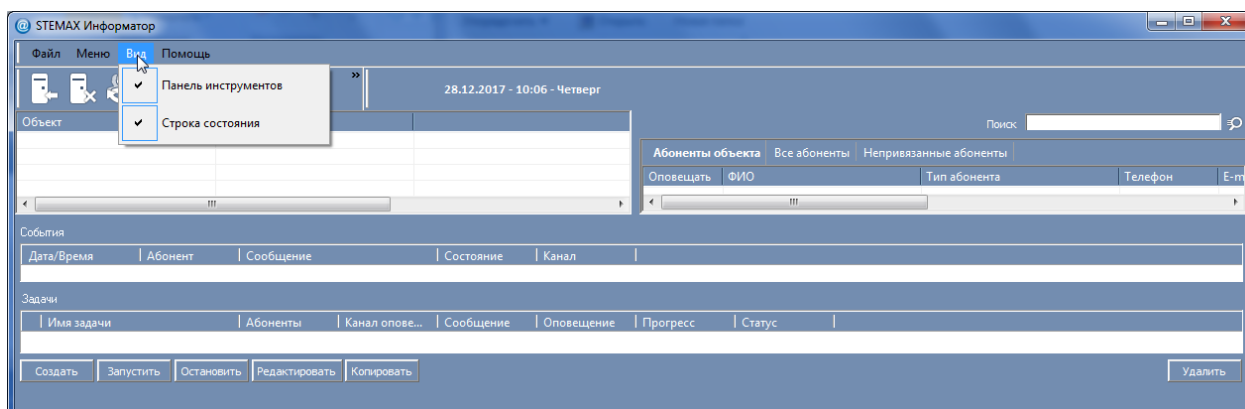 STEMAX Информатор
Файл Меню Вид Помощь
Панель инструментов
Строка состояния
»
28.12.2017 - 10:06 - Четверг
Объект
Поиск
Абоненты объекта Все абоненты Непривязанные абоненты
Оповещать ФИО Тип абонента Телефон E-m
События
Дата/Время Абонент Сообщение Состояние Канал
Задачи
Имя задачи Абоненты Канал опове... Сообщение Оповещение Прогресс Статус
Создать Запустить Остановить Редактировать Копировать Удалить